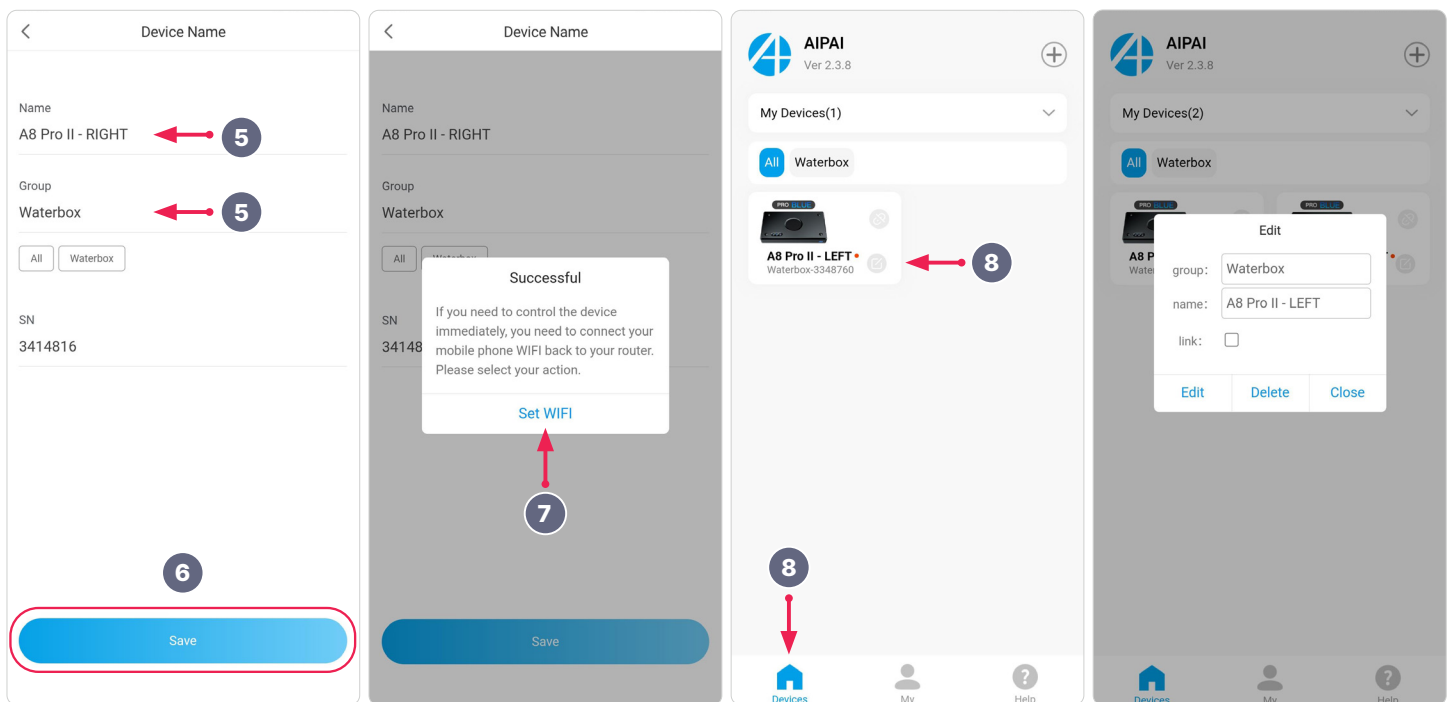 Device Name
Name
A8 Pro II - RIGHT
5
Group
Waterbox
5
All
Waterbox
SN
3414816
6
Save
Device Name
Name
A8 Pro II - RIGHT
Group
Waterbox
All
Waterbox
SN
34148
Successful
If you need to control the device
immediately, you need to connect your
mobile phone WIFI back to your router.
Please select your action.
Set WIFI
7
Save
AIPAI
Ver 2.3.8
My Devices(1)
All
Waterbox
PRO BLUE
A8 Pro II - LEFT
Waterbox-3348760
8
8
Devices
My
Help
AIPAI
Ver 2.3.8
My Devices(2)
All
Waterbox
PRO BLUE
PRO BLUE
A8 P
Water
Edit
group:
Waterbox
name:
A8 Pro II - LEFT
link:
Edit
Delete
Close
Devices
My
Help